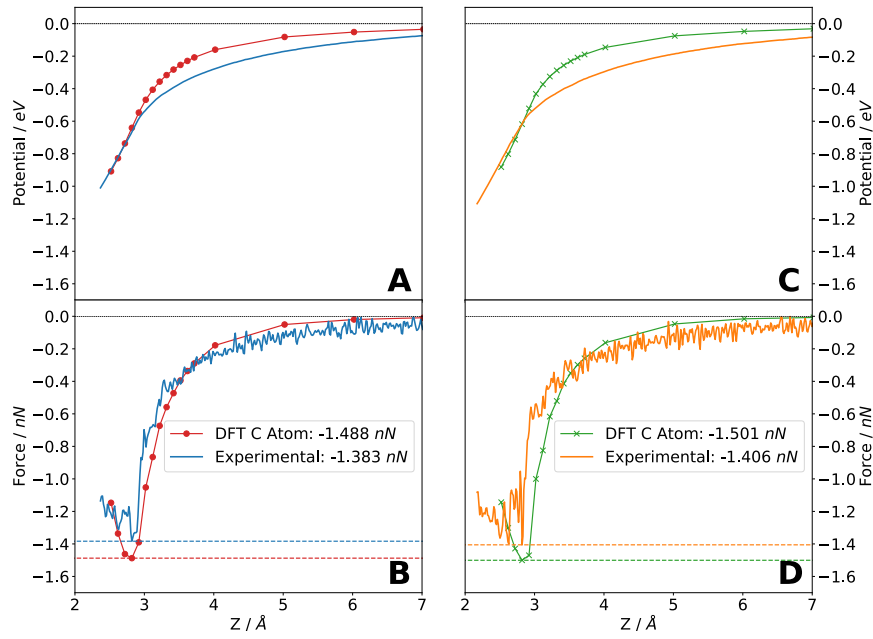 0.0
−0.2
−0.4
−0.6
−0.8
−1.0
−1.2
−1.4
−1.6
Potential / eV
A
0.0
−0.2
−0.4
−0.6
−0.8
−1.0
−1.2
−1.4
−1.6
Potential / eV
C
0.0
−0.2
−0.4
−0.6
−0.8
−1.0
−1.2
−1.4
−1.6
Force / nN
DFT C Atom: -1.488 nN
Experimental: -1.383 nN
B
2 3 4 5 6 7
Z / Å
0.0
−0.2
−0.4
−0.6
−0.8
−1.0
−1.2
−1.4
−1.6
Force / nN
DFT C Atom: -1.501 nN
Experimental: -1.406 nN
D
2 3 4 5 6 7
Z / Å